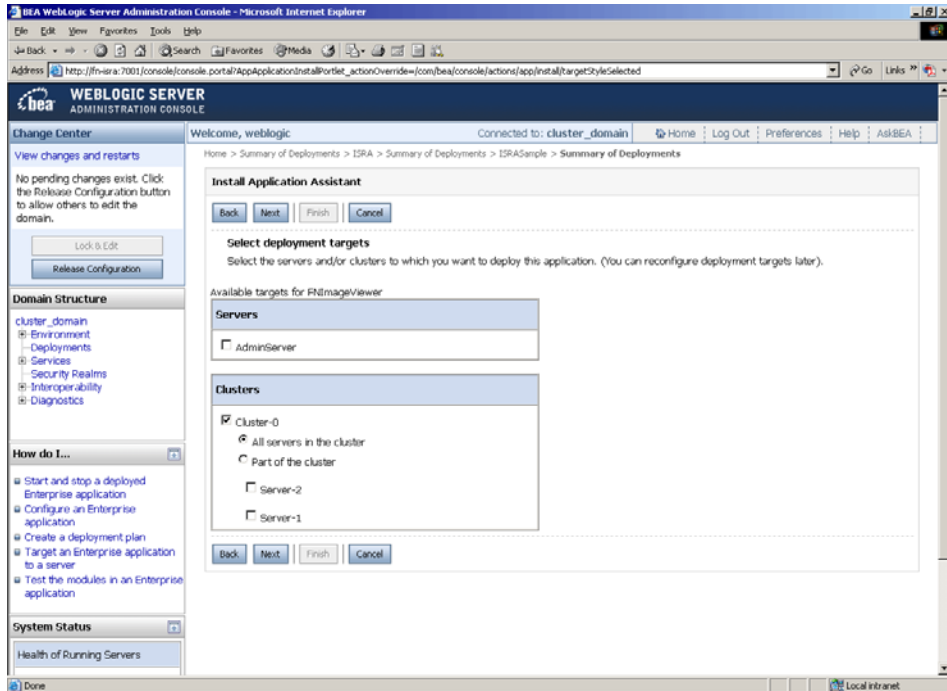 BEA WebLogic Server Administration Console - Microsoft Internet Explorer
File Edit View Favorites Tools Help
Back Search Favorites Media
Address http://fn-isra:7001/console/console.portal?AppApplicationInstallPortlet_actionOverride=/com/bea/console/actions/app/install/targetStyleSelected Go Links »
bea WEBLOGIC SERVER
ADMINISTRATION CONSOLE
Change Center
View changes and restarts
No pending changes exist. Click
the Release Configuration button
to allow others to edit the
domain.
Lock & Edit
Release Configuration
Domain Structure
cluster_domain
Environment
Deployments
Services
Security Realms
Interoperability
Diagnostics
How do I...
Start and stop a deployed
Enterprise application
Configure an Enterprise
application
Create a deployment plan
Target an Enterprise application
to a server
Test the modules in an Enterprise
application
System Status
Health of Running Servers
Welcome, weblogic Connected to: cluster_domain Home Log Out Preferences Help AskBEA
Home > Summary of Deployments > ISRA > Summary of Deployments > ISRASample > Summary of Deployments
Install Application Assistant
Back Next Finish Cancel
Select deployment targets
Select the servers and/or clusters to which you want to deploy this application. (You can reconfigure deployment targets later).
Available targets for FNImageViewer
Servers
AdminServer
Clusters
Cluster-0
All servers in the cluster
Part of the cluster
Server-2
Server-1
Back Next Finish Cancel
Done Local intranet